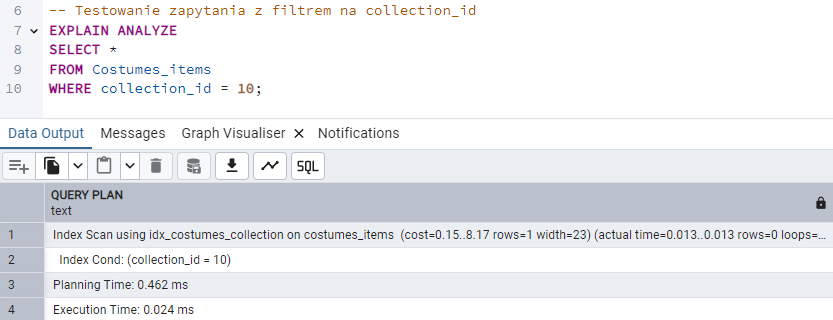 6 -- Testowanie zapytania z filtrem na collection_id
7 EXPLAIN ANALYZE
8 SELECT *
9 FROM Costumes_items
10 WHERE collection_id = 10;
Data Output Messages Graph Visualiser Notifications
SQL
QUERY PLAN
text
1 Index Scan using idx_costumes_collection on costumes_items (cost=0.15..8.17 rows=1 width=23) (actual time=0.013..0.013 rows=0 loops=...
2 Index Cond: (collection_id = 10)
3 Planning Time: 0.462 ms
4 Execution Time: 0.024 ms